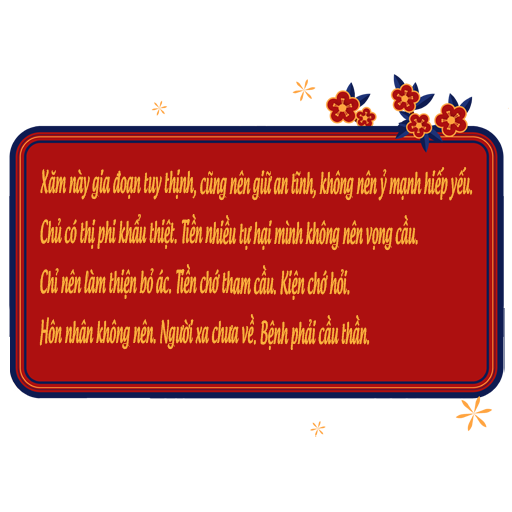 Xăm này gia đoạn tuy thịnh, cũng nên giữ an tĩnh, không nên ỷ mạnh hiếp yếu.
Chủ có thị phi khẩu thiệt. Tiền nhiều tự hại mình không nên vọng cầu.
Chỉ nên làm thiện bỏ ác. Tiền chớ tham cầu. Kiện chớ hỏi.
Hôn nhân không nên. Người xa chưa về. Bệnh phải cầu thần.